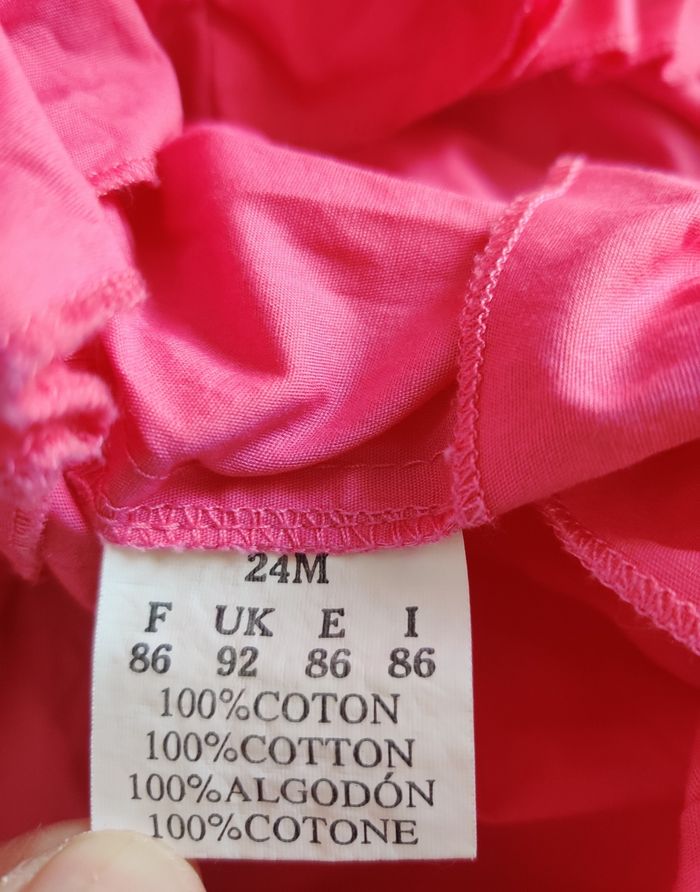 24M
F UK E I
86 92 86 86
100%COTON
100%COTTON
100%ALGODÓN
100%COTONE